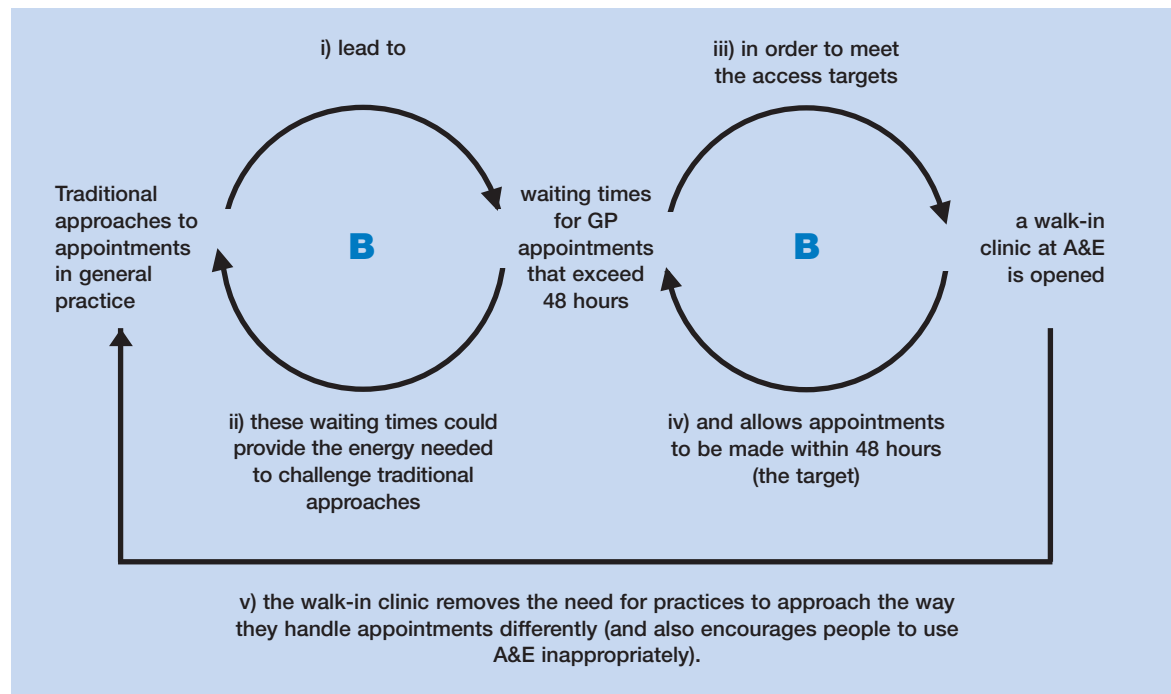 i) lead to
iii) in order to meet
the access targets
Traditional
approaches to
appointments
in general
practice
B
waiting times
for GP
appointments
that exceed
48 hours
B
a walk-in
clinic at A&E
is opened
ii) these waiting times could
provide the energy needed
to challenge traditional
approaches
iv) and allows appointments
to be made within 48 hours
(the target)
v) the walk-in clinic removes the need for practices to approach the way
they handle appointments differently (and also encourages people to use
A&E inappropriately).